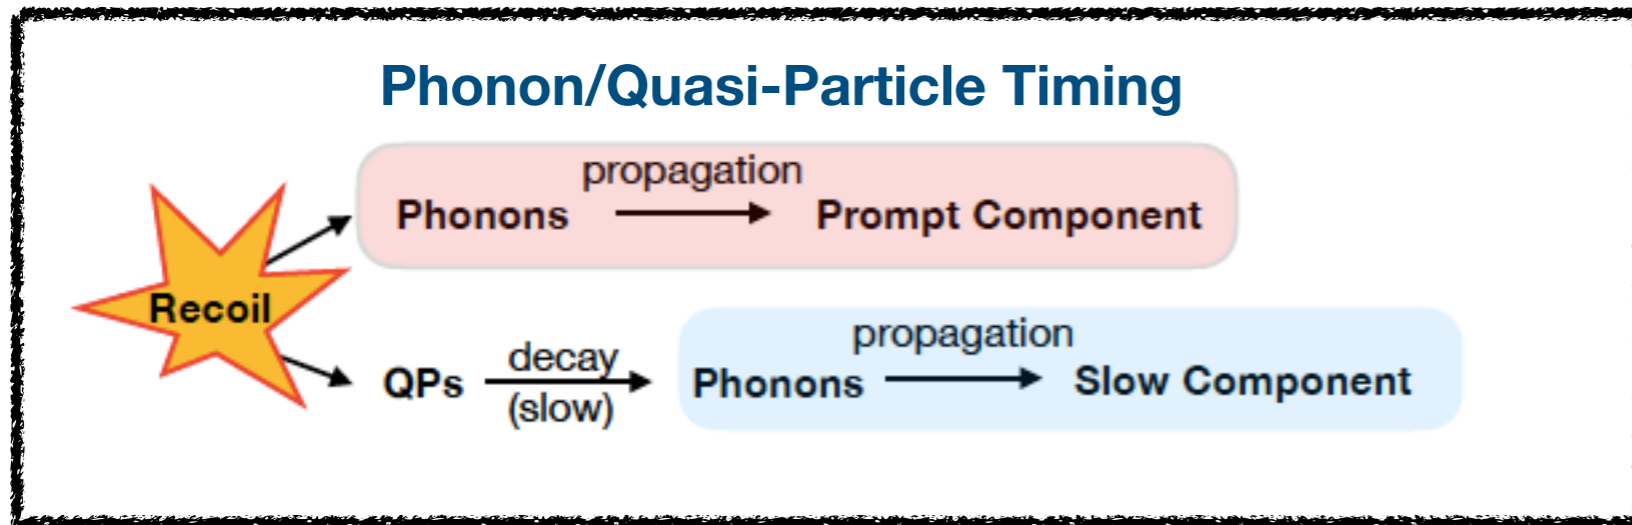 Phonon/Quasi-Particle Timing
propagation
Phonons
Prompt Component
Recoil
propagation
decay
QPs
(slow)
Phonons
Slow Component